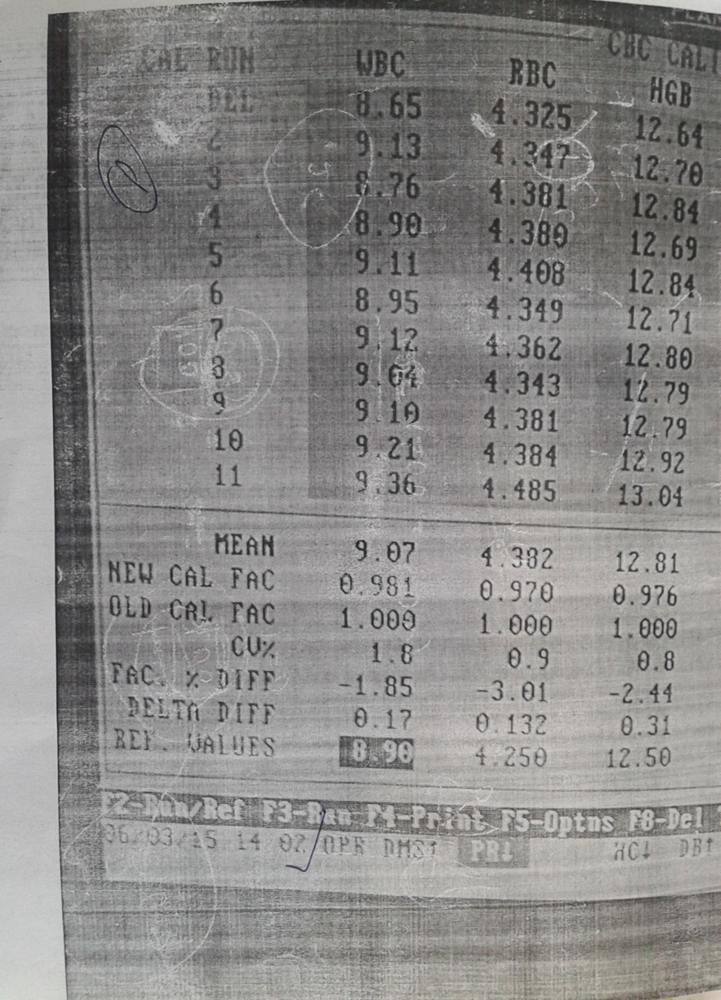 CBC CALI
CAL RUN WBC RBC HGB
DEL 8.65 4.325 12.64
2 9.13 4.347 12.70
3 8.76 4.381 12.84
4 8.90 4.380 12.69
5 9.11 4.408 12.84
6 8.95 4.349 12.71
7 9.12 4.362 12.80
8 9.04 4.343 12.79
9 9.10 4.381 12.79
10 9.21 4.384 12.92
11 9.36 4.485 13.04
MEAN 9.07 4.382 12.81
NEW CAL FAC 0.981 0.970 0.976
OLD CAL FAC 1.000 1.000 1.000
CV% 1.8 0.9 0.8
FAC. % DIFF -1.85 -3.01 -2.44
DELTA DIFF 0.17 0.132 0.31
REF. VALUES 8.90 4.250 12.50
F2-Run/Ref F3-Run F4-Print F5-Optns F8-Del
06/03/15 14 02 OPR DMS↑ PR↓ HC↓ DB↑